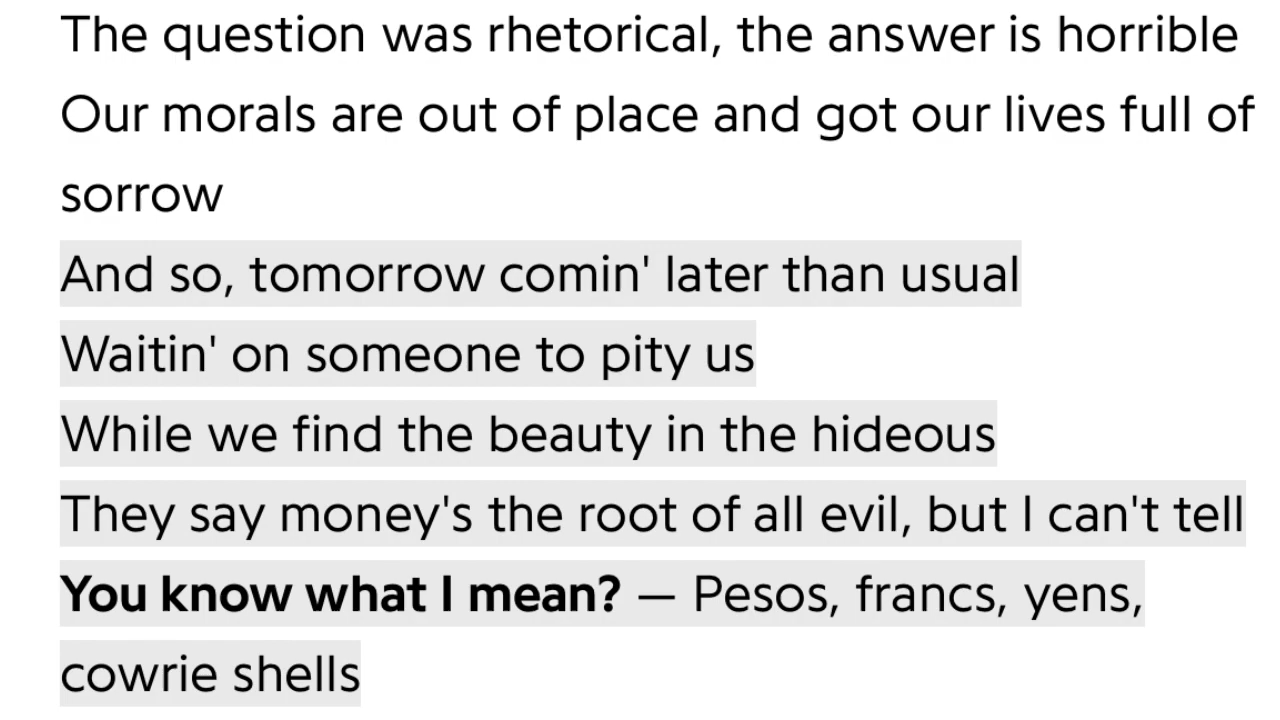 The question was rhetorical, the answer is horrible
Our morals are out of place and got our lives full of
sorrow
And so, tomorrow comin' later than usual
Waitin' on someone to pity us
While we find the beauty in the hideous
They say money's the root of all evil, but I can't tell
You know what I mean? — Pesos, francs, yens,
cowrie shells